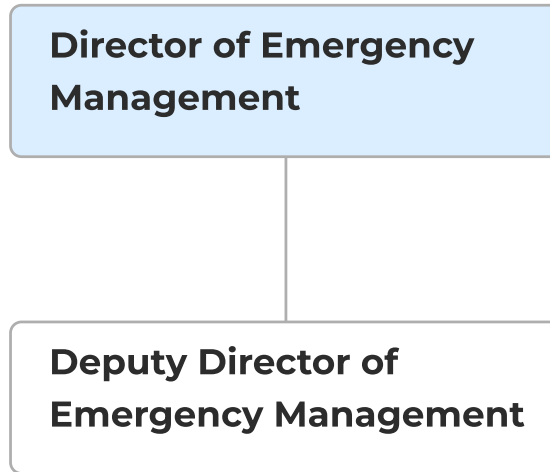 Director of Emergency
Management
Deputy Director of
Emergency Management